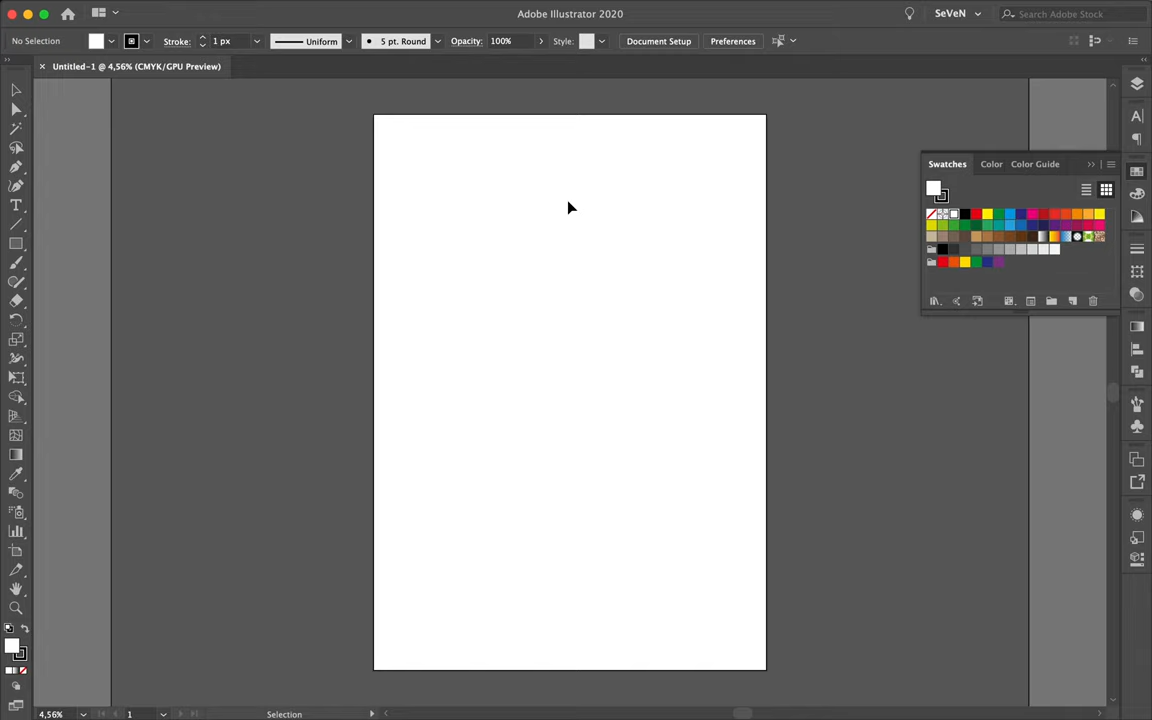 Adobe Illustrator 2020
SeVeN
Search Adobe Stock
No Selection
Stroke:
1 px
Uniform
5 pt. Round
Opacity:
100%
Style:
Document Setup
Preferences
Untitled-1 @ 4,56% (CMYK/GPU Preview)
Swatches
Color
Color Guide
4,56%
1
Selection